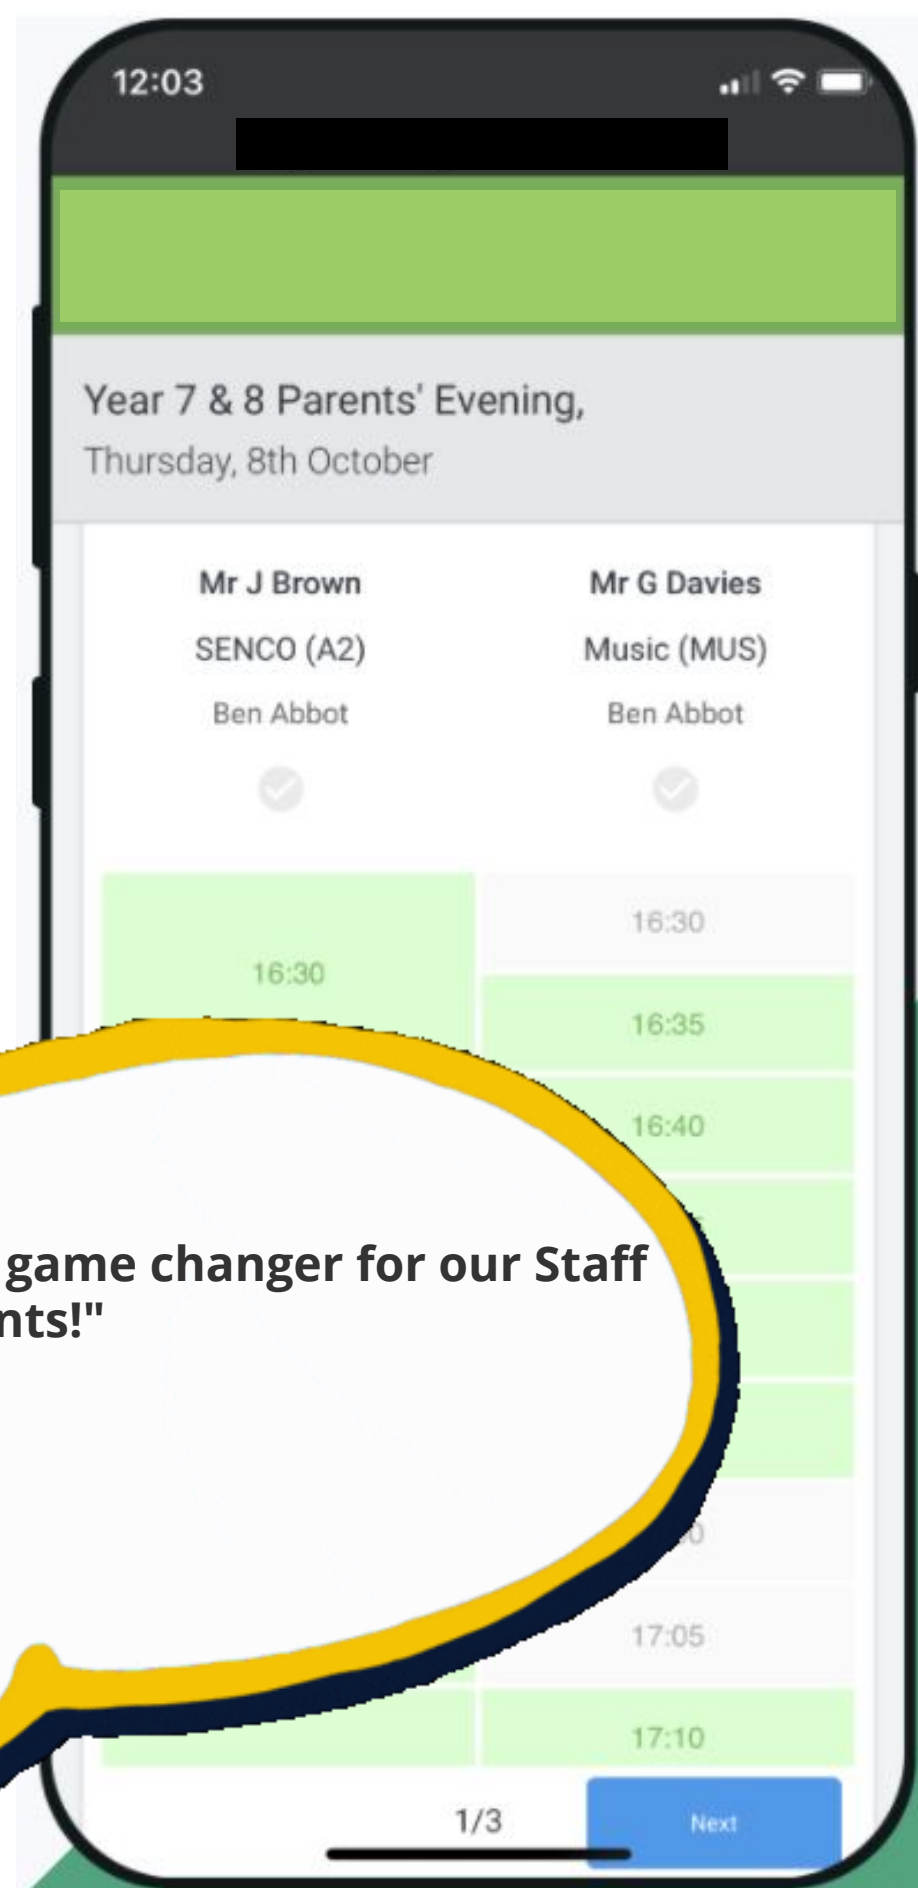 12:03
Year 7 & 8 Parents' Evening,
Thursday, 8th October
Mr J Brown Mr G Davies
SENCO (A2) Music (MUS)
Ben Abbot Ben Abbot
16:30
16:30
16:35
16:40
game changer for our Staff
17:05
17:10
1/3 Next